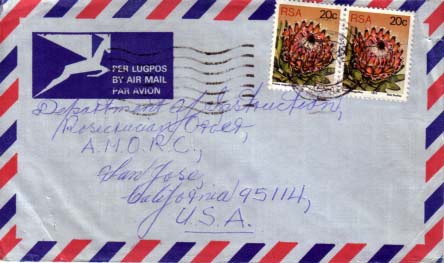 RSA 20c
RSA 20c
PER LUGPOS
BY AIR MAIL
PAR AVION
Department of Instruction,
Rosicrucian Order,
A.M.O.R.C.,
San Jose,
California 95114,
U.S.A.